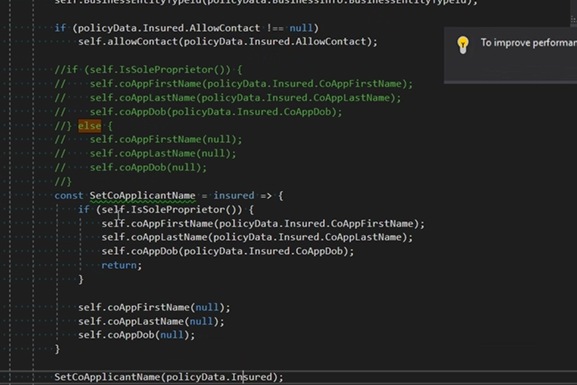 self.BusinessEntityTypeId(policyData.BusinessInfo.BusinessEntityTypeId);
if (policyData.Insured.AllowContact !== null)
self.allowContact(policyData.Insured.AllowContact);
To improve performan
//if (self.IsSoleProprietor()) {
// self.coAppFirstName(policyData.Insured.CoAppFirstName);
// self.coAppLastName(policyData.Insured.CoAppLastName);
// self.coAppDob(policyData.Insured.CoAppDob);
//} else {
// self.coAppFirstName(null);
// self.coAppLastName(null);
// self.coAppDob(null);
//}
const SetCoApplicantName = insured => {
if (self.IsSoleProprietor()) {
self.coAppFirstName(policyData.Insured.CoAppFirstName);
self.coAppLastName(policyData.Insured.CoAppLastName);
self.coAppDob(policyData.Insured.CoAppDob);
return;
}
self.coAppFirstName(null);
self.coAppLastName(null);
self.coAppDob(null);
}
SetCoApplicantName(policyData.Insured);